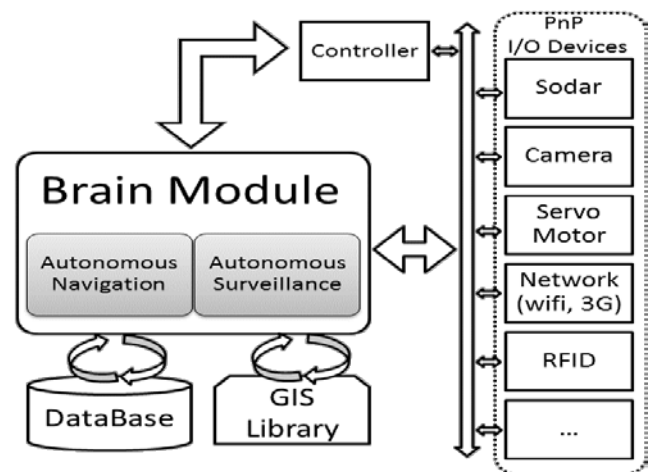 PnP
I/O Devices
Controller
Sodar
Camera
Servo
Motor
Network
(wifi, 3G)
RFID
...
Brain Module
Autonomous
Navigation
Autonomous
Surveillance
DataBase
GIS
Library